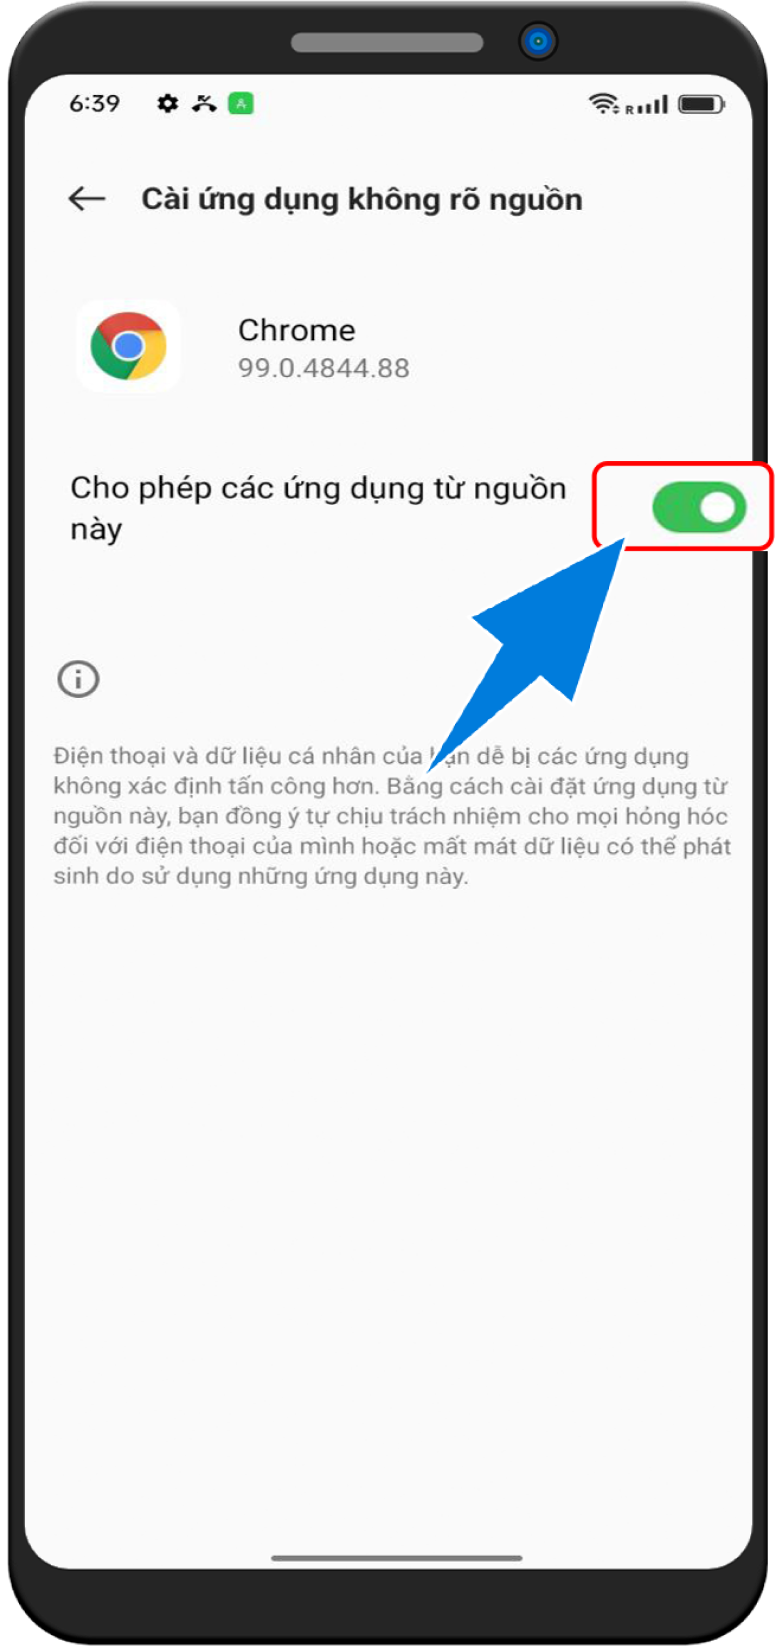 6:39
R
Cài ứng dụng không rõ nguồn
Chrome
99.0.4844.88
Cho phép các ứng dụng từ nguồn
này
Điện thoại và dữ liệu cá nhân của bạn dễ bị các ứng dụng
không xác định tấn công hơn. Bằng cách cài đặt ứng dụng từ
nguồn này, bạn đồng ý tự chịu trách nhiệm cho mọi hỏng hóc
đối với điện thoại của mình hoặc mất mát dữ liệu có thể phát
sinh do sử dụng những ứng dụng này.